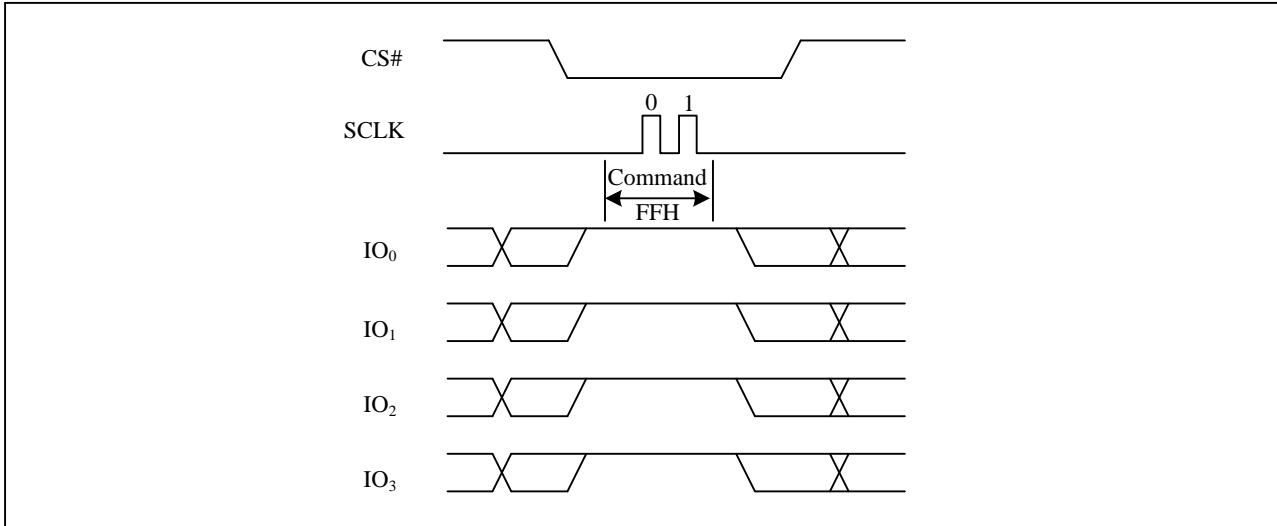 CS#
0 1
SCLK
Command
FFH
IO₀
IO₁
IO₂
IO₃